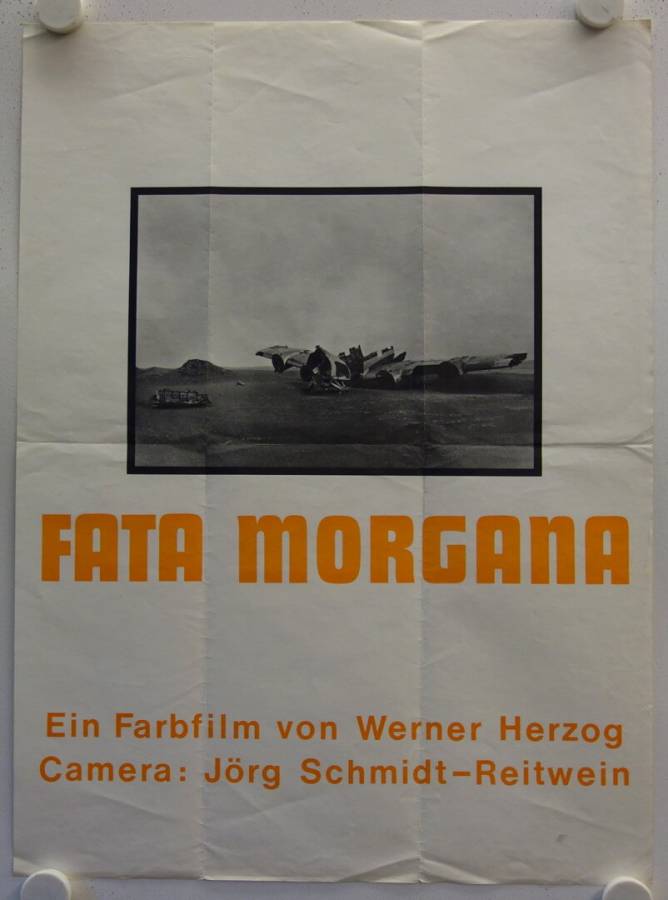 FATA MORGANA
Ein Farbfilm von Werner Herzog
Camera: Jörg Schmidt-Reitwein